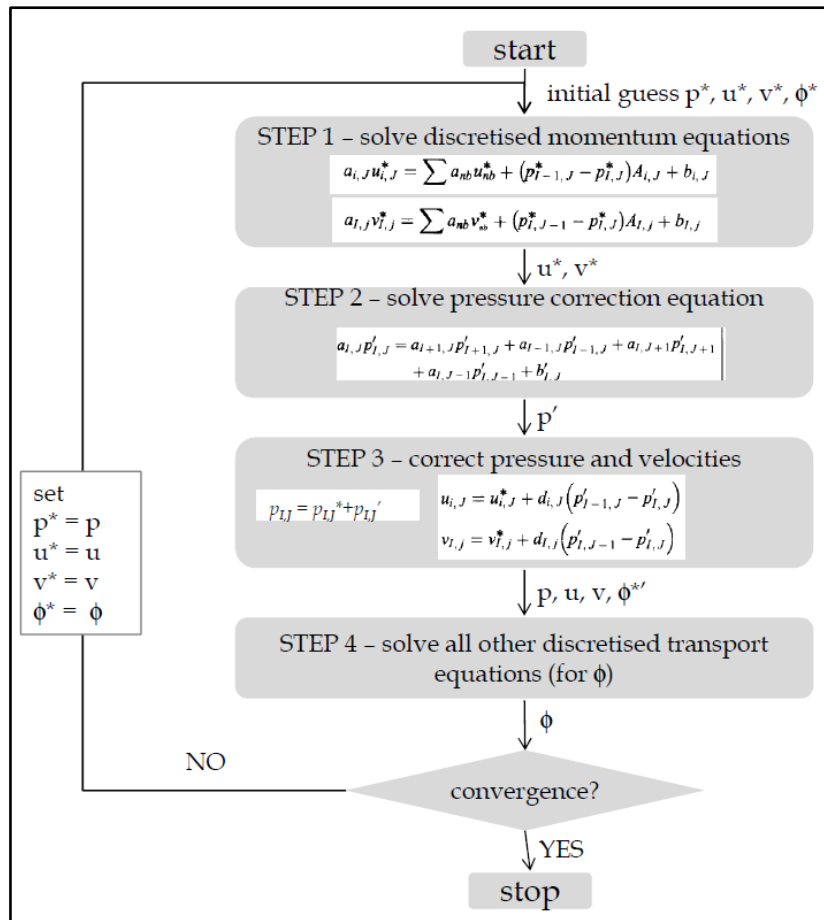 start
initial guess p*, u*, v*, ϕ*
STEP 1 – solve discretised momentum equations
a_{i,J}u*_{i,J} = ∑ a_{nb}u*_{nb} + (p*_{I−1,J} − p*_{I,J})A_{i,J} + b_{i,J}
a_{I,j}v*_{I,j} = ∑ a_{nb}v*_{nb} + (p*_{I,J−1} − p*_{I,J})A_{I,j} + b_{I,j}
u*, v*
STEP 2 – solve pressure correction equation
a_{I,J}p′_{I,J} = a_{I+1,J}p′_{I+1,J} + a_{I−1,J}p′_{I−1,J} + a_{I,J+1}p′_{I,J+1}
+ a_{I,J−1}p′_{I,J−1} + b′_{I,J}
p′
STEP 3 – correct pressure and velocities
p_{I,J} = p_{I,J}*+p_{I,J}′
u_{i,J} = u*_{i,J} + d_{i,J}(p′_{I−1,J} − p′_{I,J})
v_{I,j} = v*_{I,j} + d_{I,j}(p′_{I,J−1} − p′_{I,J})
set
p* = p
u* = u
v* = v
ϕ* = ϕ
p, u, v, ϕ*′
STEP 4 – solve all other discretised transport
equations (for ϕ)
ϕ
NO
convergence?
YES
stop